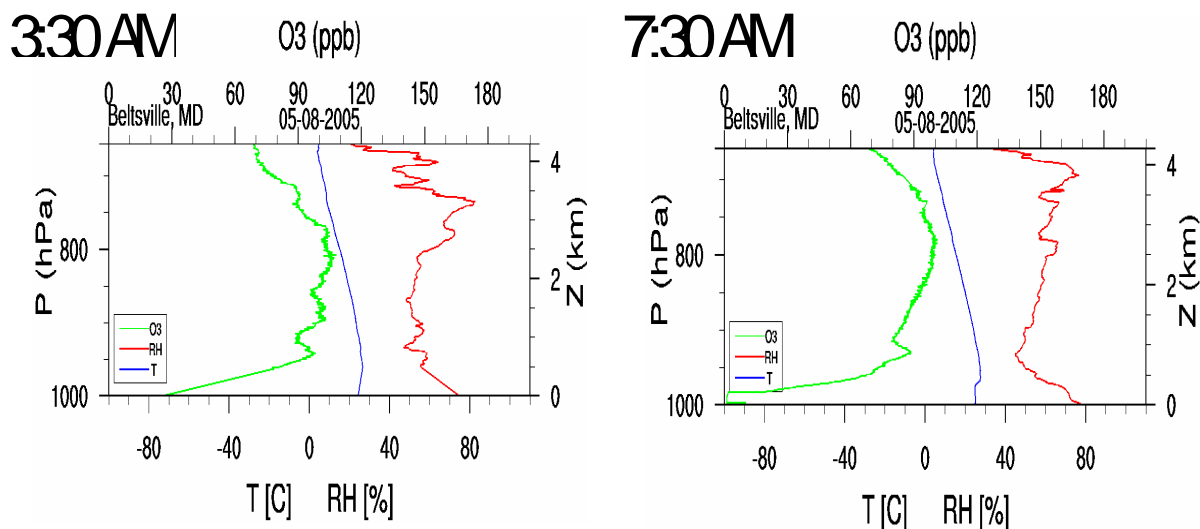 3:30 AM
O3 (ppb)
0 30 60 90 120 150 180
Beltsville, MD 05-08-2005
P (hPa)
800
1000
4
2
0
Z (km)
O3
RH
T
-80 -40 0 40 80
T [C] RH [%]
7:30 AM
O3 (ppb)
0 30 60 90 120 150 180
Beltsville, MD 05-08-2005
P (hPa)
800
1000
4
2
0
Z (km)
O3
RH
T
-80 -40 0 40 80
T [C] RH [%]